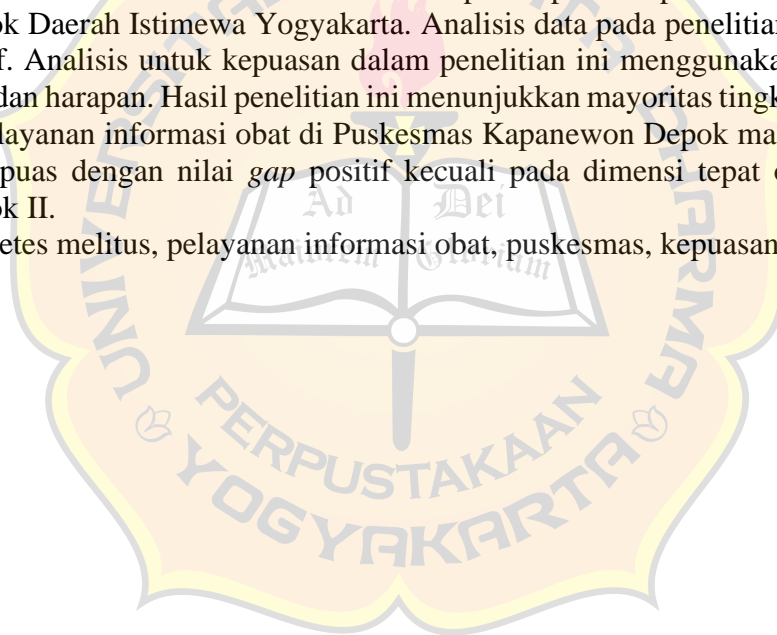 ok Daerah Istimewa Yogyakarta. Analisis data pada penelitian
f. Analisis untuk kepuasan dalam penelitian ini menggunaka
dan harapan. Hasil penelitian ini menunjukkan mayoritas tingk
layanan informasi obat di Puskesmas Kapanewon Depok ma
puas dengan nilai gap positif kecuali pada dimensi tepat
ok II.
etes melitus, pelayanan informasi obat, puskesmas, kepuasan
Ad Dei
Maiorem Gloriam
PERPUSTAKAAN
YOGYAKARTA